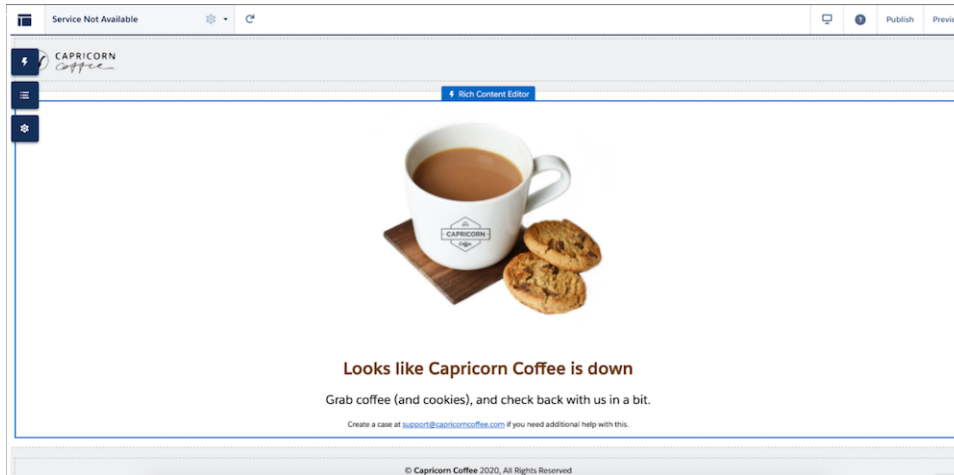 Service Not Available
Publish
CAPRICORN
Coffee
Rich Content Editor
CAPRICORN
Coffee
Looks like Capricorn Coffee is down
Grab coffee (and cookies), and check back with us in a bit.
Create a case at support@capricorncoffee.com if you need additional help with this.
© Capricorn Coffee 2020, All Rights Reserved